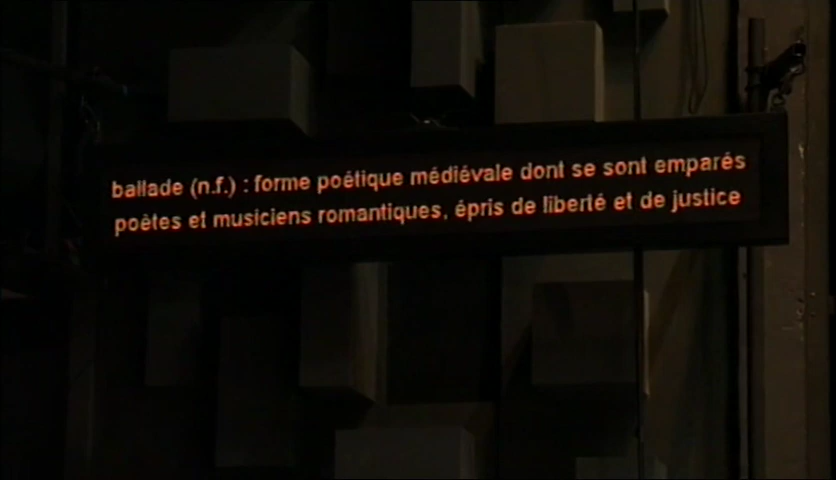 ballade (n.f.) : forme poétique médiévale dont se sont emparés
poètes et musiciens romantiques, épris de liberté et de justice